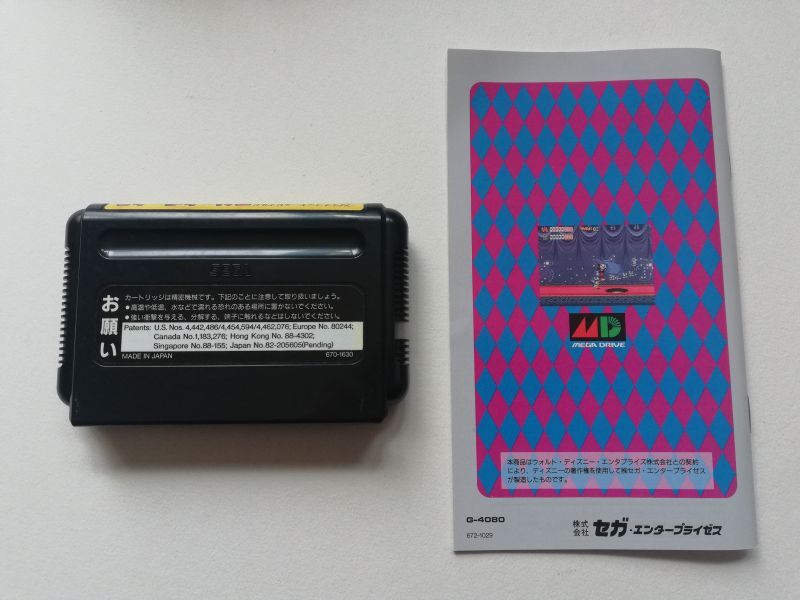 SEGA
カートリッジは精密機械です。下記のことに注意して取り扱いましょう。
●高温や低温、水などで濡れる恐れのある場所に置かないでください。
●強い衝撃を与える、分解する、端子に触れるなどはしないでください。
お願い
Patents: U.S. Nos. 4,442,486/4,454,594/4,462,076; Europe No. 80244;
Canada No.1,183,276; Hong Kong No. 88-4302;
Singapore No.88-155; Japan No.82-205605(Pending)
MADE IN JAPAN
670-1630
MD
MEGA DRIVE
本商品はウォルト・ディズニー・エンタプライズ株式会社との契約
により、ディズニーの著作権を使用して㈱セガ・エンタープライゼス
が製造したものです。
G-4080
672-1029
株式会社 セガ・エンタープライゼス